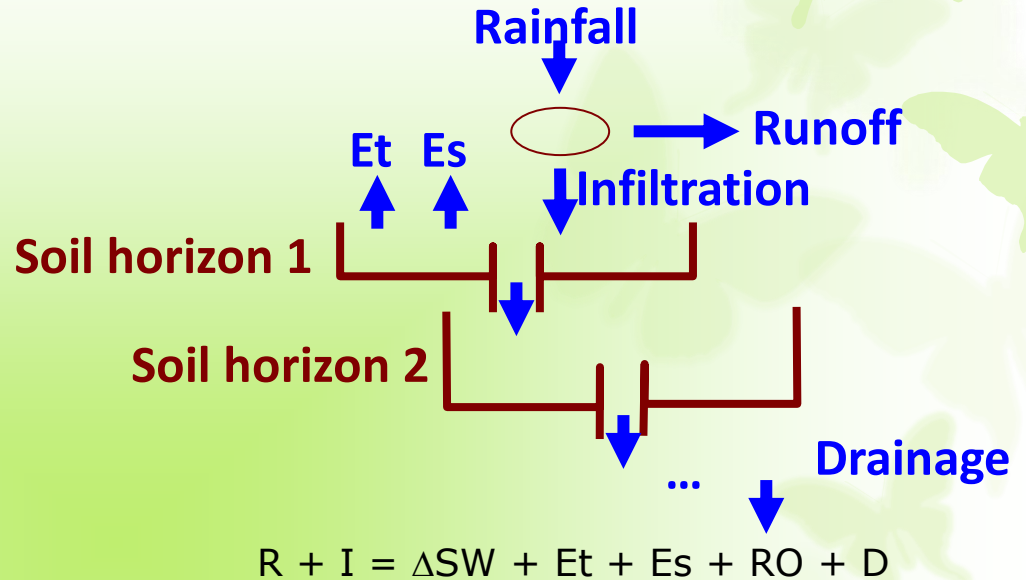 Rainfall
Runoff
Et Es
Infiltration
Soil horizon 1
Soil horizon 2
Drainage
...
R + I = ΔSW + Et + Es + RO + D